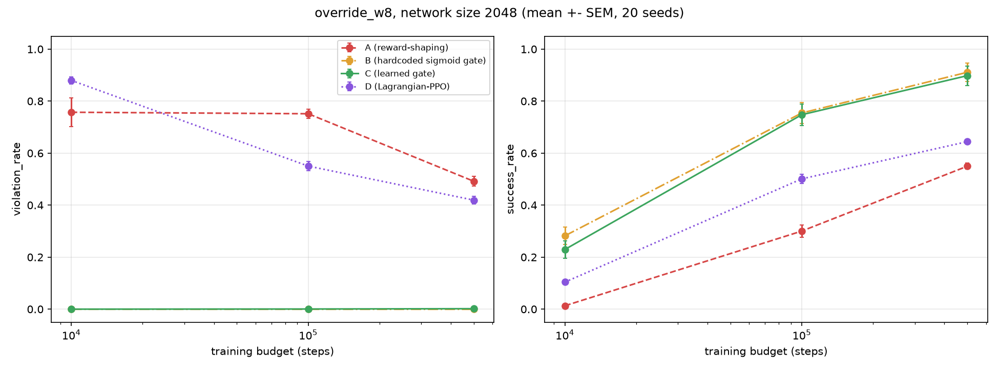 override_w8, network size 2048 (mean +- SEM, 20 seeds)
violation_rate
1.0
0.8
0.6
0.4
0.2
0.0
10^4
10^5
training budget (steps)
A (reward-shaping)
B (hardcoded sigmoid gate)
C (learned gate)
D (Lagrangian-PPO)
success_rate
1.0
0.8
0.6
0.4
0.2
0.0
10^4
10^5
training budget (steps)